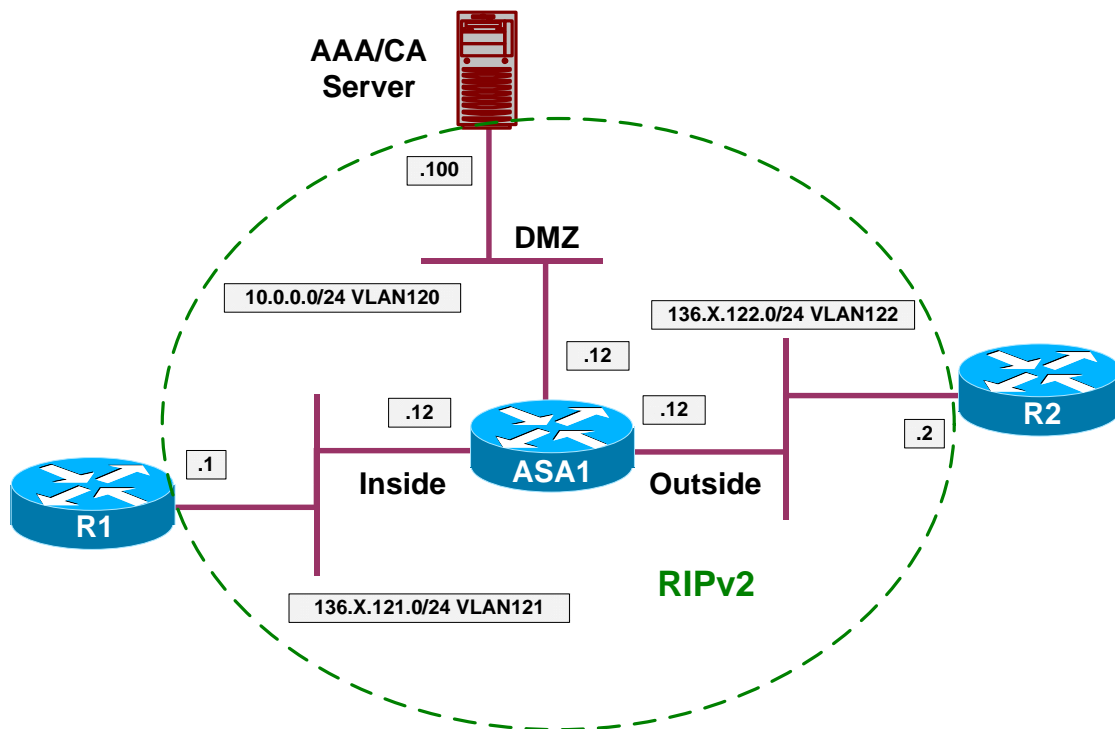 AAA/CA
Server
.100
DMZ
10.0.0.0/24 VLAN120
136.X.122.0/24 VLAN122
.12
.12
.12
R2
.2
.1
Inside
ASA1
Outside
R1
RIPv2
136.X.121.0/24 VLAN121